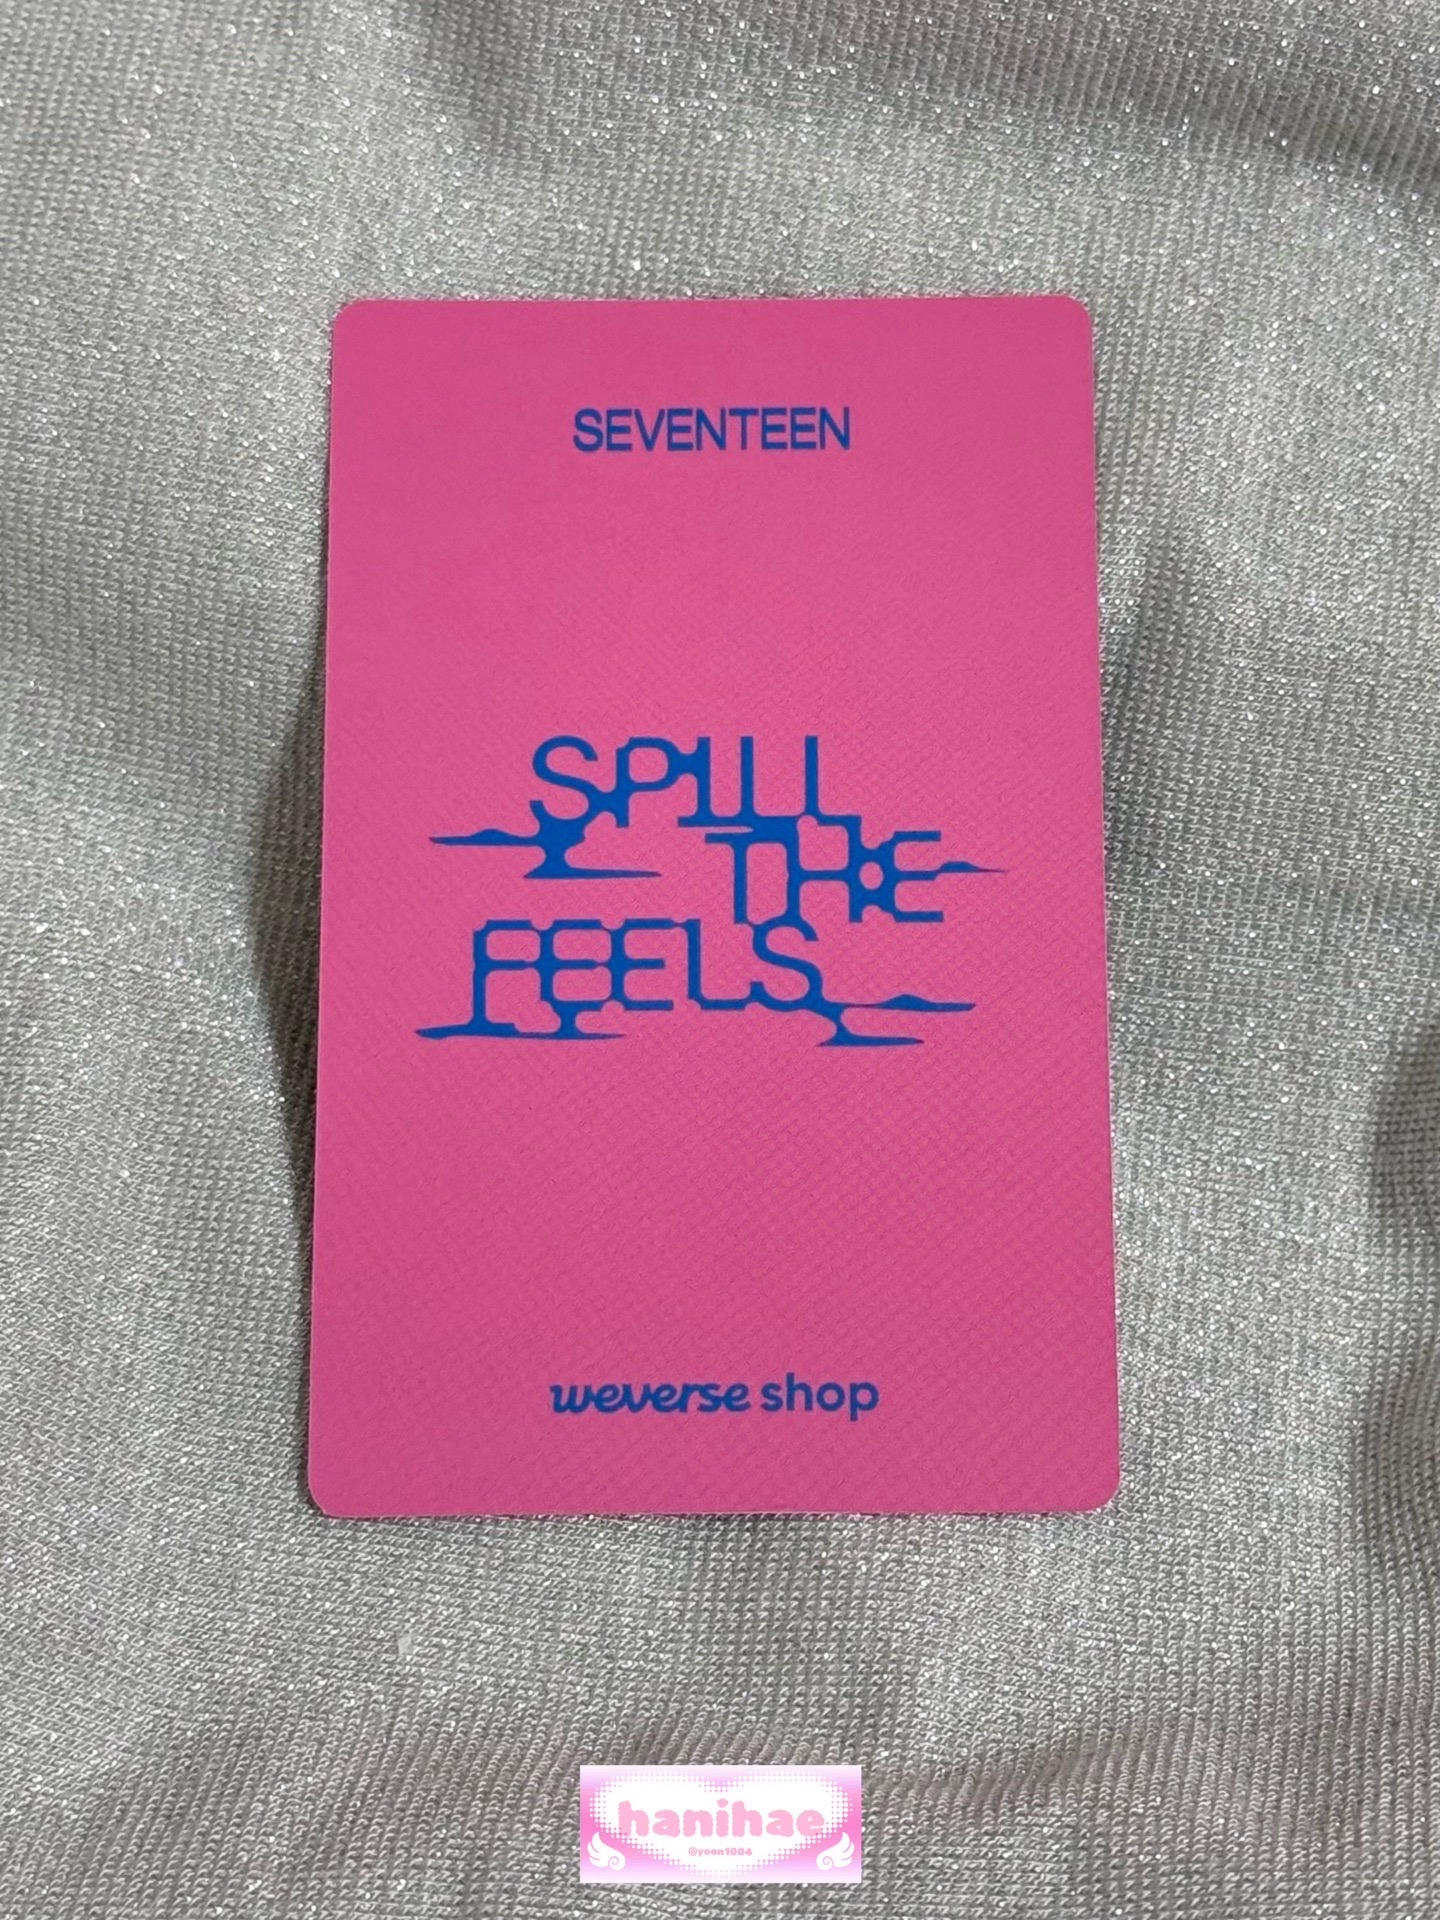 SEVENTEEN
SPILL
THE
FEELS
weverse shop
hanihae
@yoon1004